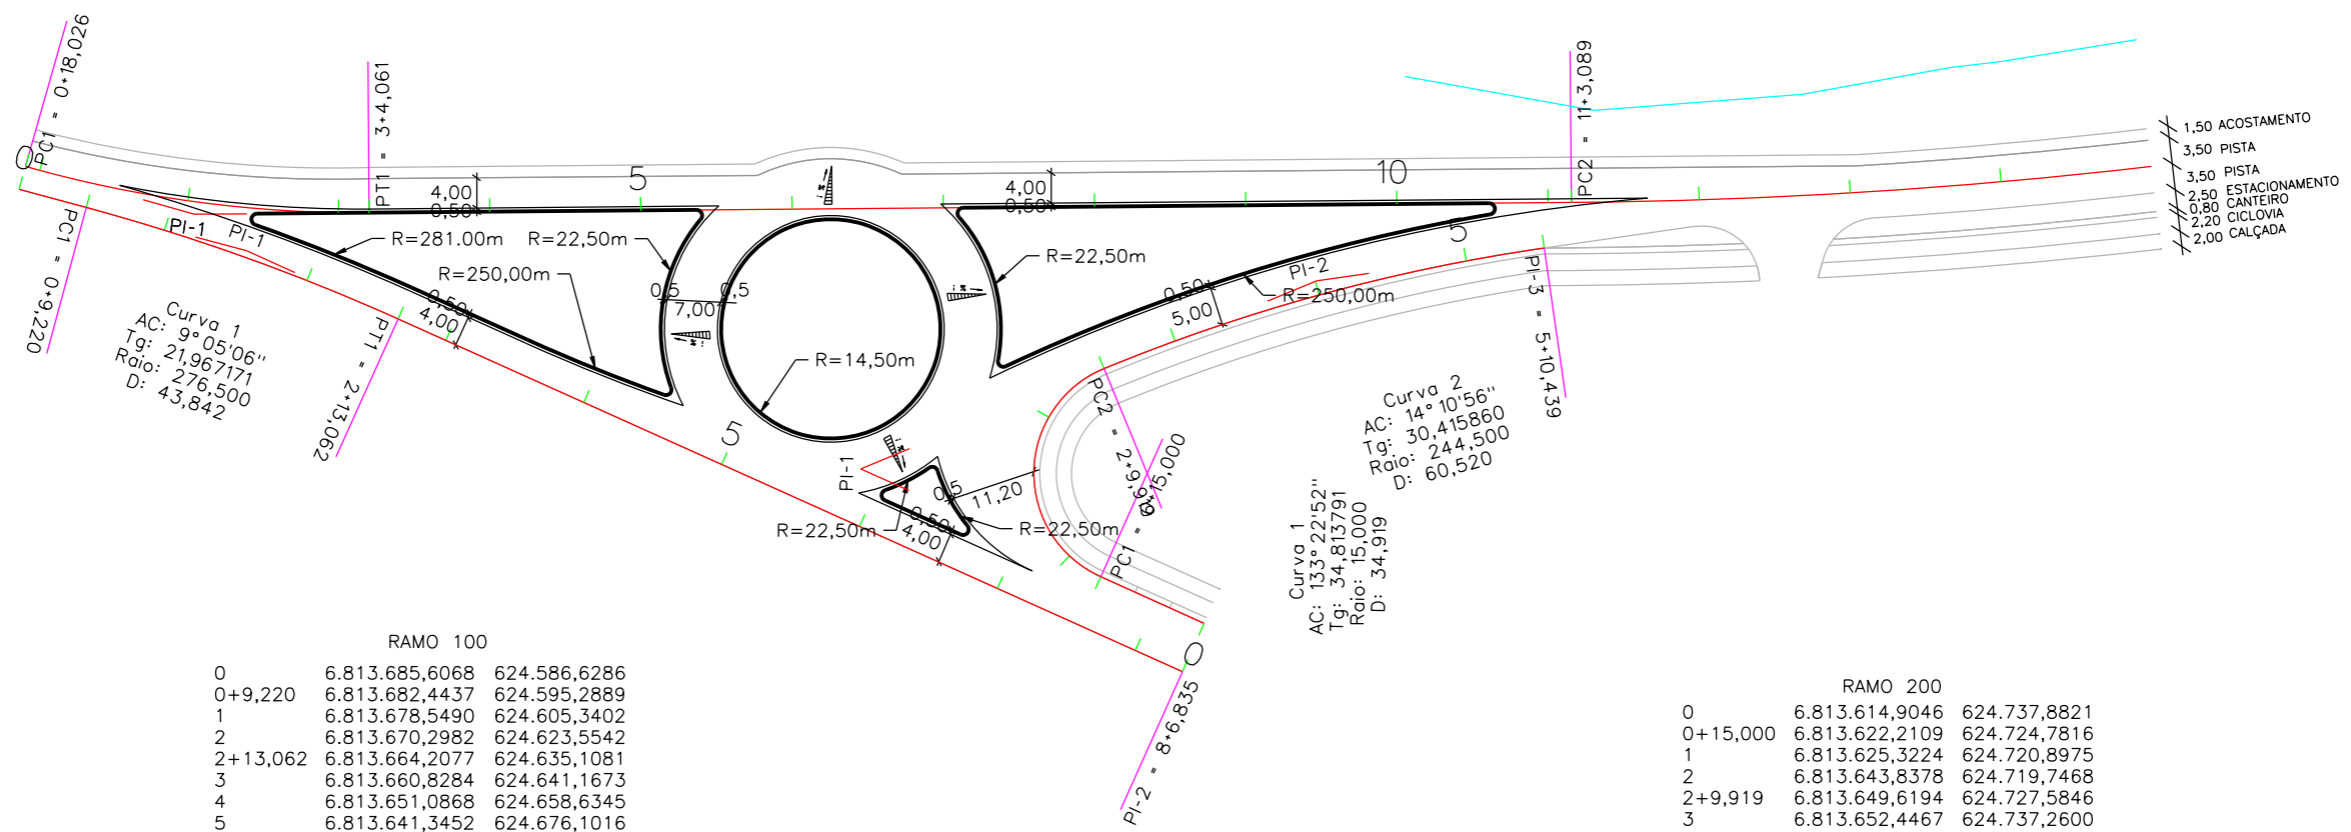 PC1 = 0+18,026
0
PT1 = 3+4,061
4,00
0,50
5
4,00
0,50
10
PC2 = 11+3,089
1,50 ACOSTAMENTO
3,50 PISTA
3,50 PISTA
2,50 ESTACIONAMENTO
0,80 CANTEIRO
2,20 CICLOVIA
2,00 CALÇADA
PC1 = 0+9,220
PI-1
PI-1
R=281.00m
R=22,50m
R=250,00m
0,5
0,5
7,00
0,50
4,00
R=14,50m
R=22,50m
PI-2
R=250,00m
0,50
5,00
5
PI-3 = 5+10,439
Curva 1
AC: 9°05'06"
Tg: 21,967171
Raio: 276,500
D: 43,842
PT1 = 2+13,062
5
PI-1
0,5
11,20
R=22,50m
0,50
4,00
R=22,50m
PC2 = 2+9,919
PC1 = 0+15,000
Curva 2
AC: 14°10'56"
Tg: 30,415860
Raio: 244,500
D: 60,520
Curva 1
AC: 133°22'52"
Tg: 34,813791
Raio: 15,000
D: 34,919
0
PI-2 = 8+6,835
RAMO 100
0 6.813.685,6068 624.586,6286
0+9,220 6.813.682,4437 624.595,2889
1 6.813.678,5490 624.605,3402
2 6.813.670,2982 624.623,5542
2+13,062 6.813.664,2077 624.635,1081
3 6.813.660,8284 624.641,1673
4 6.813.651,0868 624.658,6345
5 6.813.641,3452 624.676,1016
RAMO 200
0 6.813.614,9046 624.737,8821
0+15,000 6.813.622,2109 624.724,7816
1 6.813.625,3224 624.720,8975
2 6.813.643,8378 624.719,7468
2+9,919 6.813.649,6194 624.727,5846
3 6.813.652,4467 624.737,2600